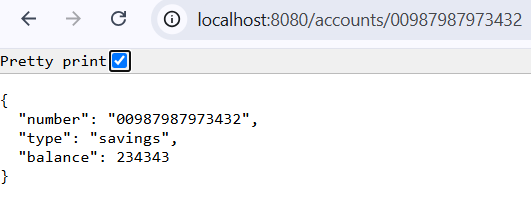 localhost:8080/accounts/00987987973432
Pretty print
{
  "number": "00987987973432",
  "type": "savings",
  "balance": 234343
}